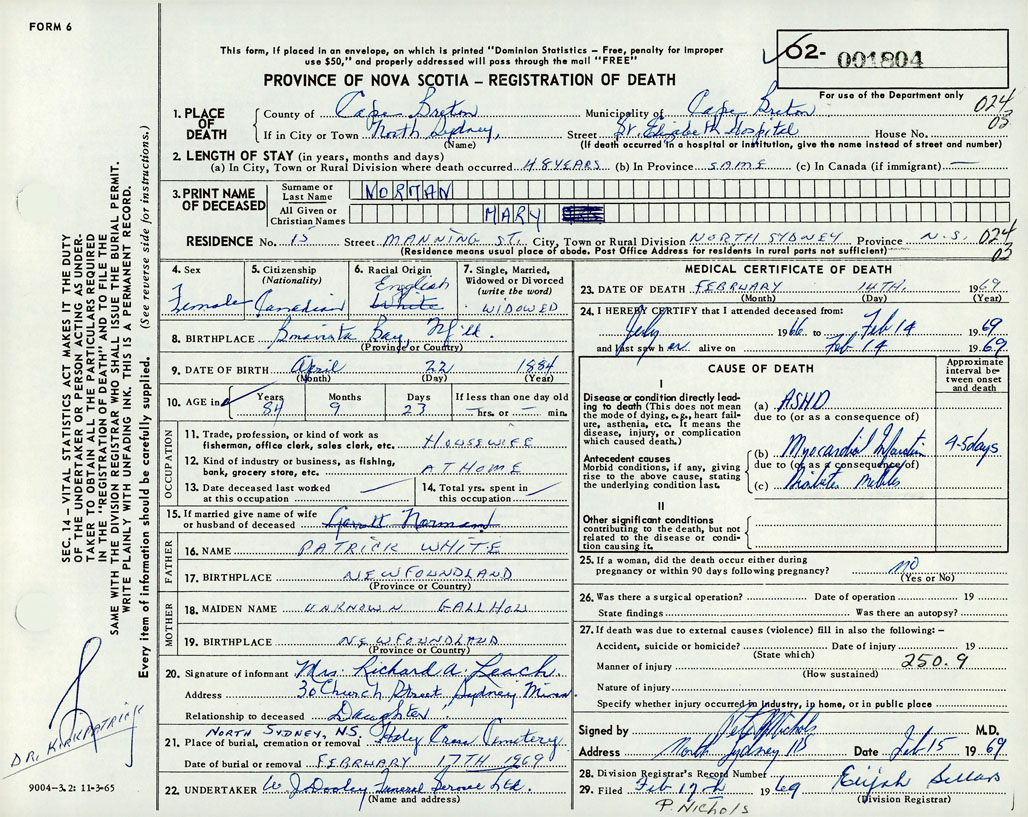 FORM 6
This form, if placed in an envelope, on which is printed "Dominion Statistics – Free, penalty for improper
use $50," and properly addressed will pass through the mail "FREE"
O2- 001804
PROVINCE OF NOVA SCOTIA – REGISTRATION OF DEATH
For use of the Department only
1. PLACE OF DEATH
County of Cape Breton Municipality of Cape Breton 024
If in City or Town North Sydney, Street St. Elizabeth Hospital House No. 03
(Name) (If death occurred in a hospital or institution, give the name instead of street and number)
2. LENGTH OF STAY (in years, months and days)
(a) In City, Town or Rural Division where death occurred 48 YEARS (b) In Province SAME (c) In Canada (if immigrant) —
3. PRINT NAME OF DECEASED
Surname or Last Name NORMAN
All Given or Christian Names MARY
RESIDENCE No. 15 Street MANNING ST. City, Town or Rural Division NORTH SYDNEY Province N.S. 024
(Residence means usual place of abode. Post Office Address for residents in rural parts not sufficient) 03
4. Sex Female
5. Citizenship (Nationality) Canadian
6. Racial Origin English White
7. Single, Married, Widowed or Divorced (write the word) WIDOWED
8. BIRTHPLACE Bonavista Bay, Nfld.
(Province or Country)
9. DATE OF BIRTH April 22 1884
(Month) (Day) (Year)
10. AGE in Years 84 Months 9 Days 23 If less than one day old — hrs. or — min.
OCCUPATION
11. Trade, profession, or kind of work as fisherman, office clerk, sales clerk, etc. HOUSEWIFE
12. Kind of industry or business, as fishing, bank, grocery store, etc. AT HOME
13. Date deceased last worked at this occupation
14. Total yrs. spent in this occupation
15. If married give name of wife or husband of deceased Garrett Norman
FATHER
16. NAME PATRICK WHITE
17. BIRTHPLACE NEWFOUNDLAND
(Province or Country)
MOTHER
18. MAIDEN NAME UNKNOWN GALLHOU
19. BIRTHPLACE NEWFOUNDLAND
(Province or Country)
20. Signature of informant Mrs. Richard A. Leach
Address 30 Church Street Sydney Mines
Relationship to deceased Daughter
NORTH SYDNEY, N.S.
21. Place of burial, cremation or removal Holy Cross Cemetery
Date of burial or removal FEBRUARY 17TH 1969
22. UNDERTAKER W J Dooley Funeral Service Ltd.
(Name and address)
MEDICAL CERTIFICATE OF DEATH
23. DATE OF DEATH FEBRUARY 14TH. 1969
(Month) (Day) (Year)
24. I HEREBY CERTIFY that I attended deceased from:
July 1966 to Feb 14 1969
and last saw her alive on Feb 14 1969
CAUSE OF DEATH
Approximate interval between onset and death
I
Disease or condition directly leading to death (This does not mean the mode of dying, e.g., heart failure, asthenia, etc. It means the disease, injury, or complication which caused death.)
(a) ASHD
due to (or as a consequence of)
Antecedent causes
Morbid conditions, if any, giving rise to the above cause, stating the underlying condition last.
(b) Myocardial Infarction 4-5 days
due to (or as a consequence of)
(c) Diabetes Mellitus
II
Other significant conditions
contributing to the death, but not related to the disease or condition causing it.
25. If a woman, did the death occur either during pregnancy or within 90 days following pregnancy? no
(Yes or No)
26. Was there a surgical operation? Date of operation 19
State findings Was there an autopsy?
27. If death was due to external causes (violence) fill in also the following: –
Accident, suicide or homicide? Date of injury 19
(State which)
Manner of injury 250.9
(How sustained)
Nature of injury
Specify whether injury occurred in industry, in home, or in public place
Signed by Nichols M.D.
Address North Sydney NS Date Feb 15 1969
28. Division Registrar's Record Number
29. Filed Feb 17th 1969 Elijah Sellars
(Division Registrar)
P NICHOLS
SEC. 14 – VITAL STATISTICS ACT MAKES IT THE DUTY
OF THE UNDERTAKER OR PERSON ACTING AS UNDER-
TAKER TO OBTAIN ALL THE PARTICULARS REQUIRED
IN THE "REGISTRATION OF DEATH" AND TO FILE THE
SAME WITH THE DIVISION REGISTRAR WHO SHALL ISSUE THE BURIAL PERMIT.
WRITE PLAINLY WITH UNFADING INK. THIS IS A PERMANENT RECORD.
Every item of information should be carefully supplied. (See reverse side for instructions.)
DR. KIRKPATRICK
9004-3.2: 11-3-65